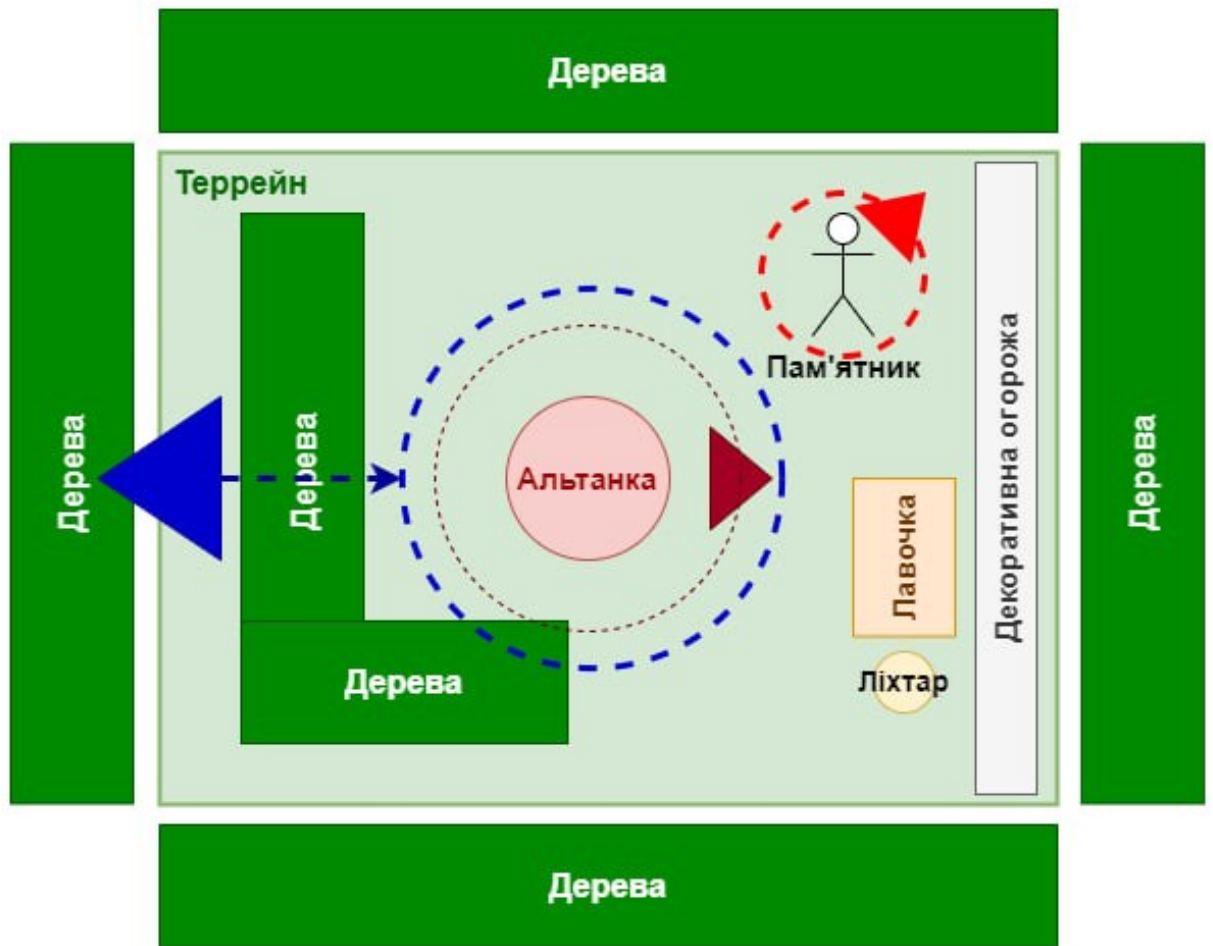 Дерева
Террейн
Дерева
Дерева
Альтанка
Пам'ятник
Декоративна огорожа
Дерева
Лавочка
Дерева
Ліхтар
Дерева